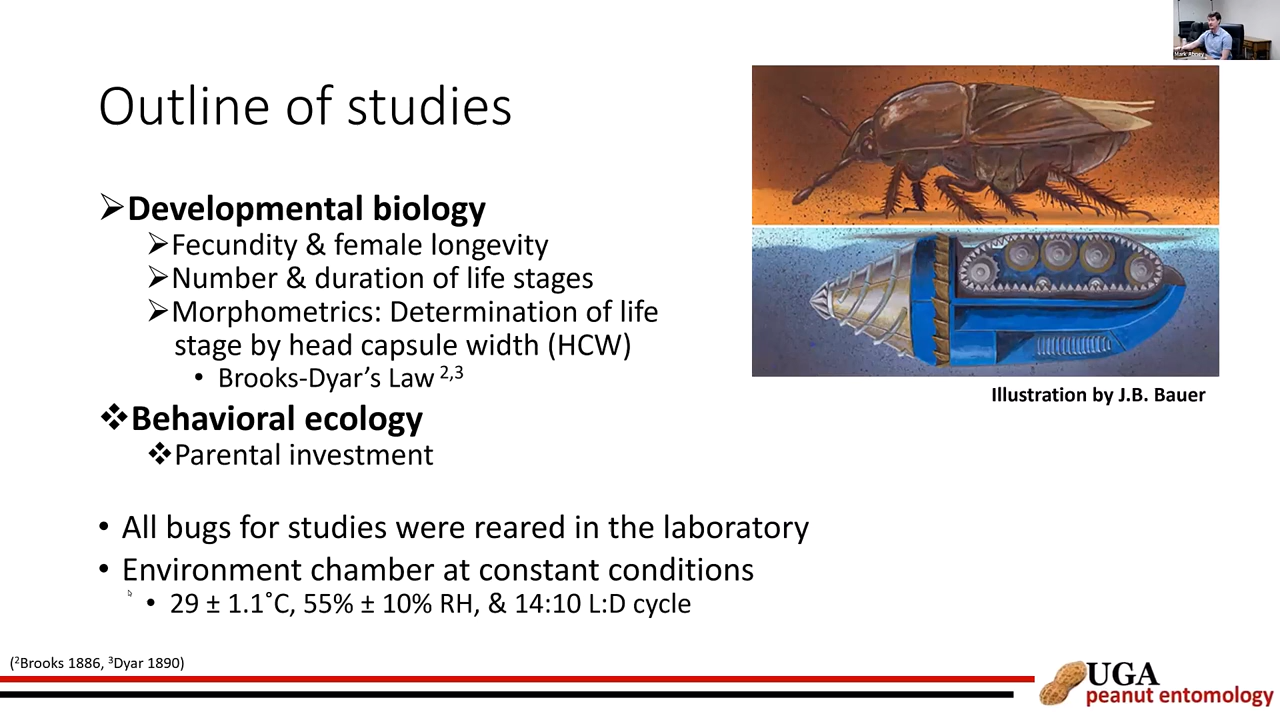 Mark Abney
Outline of studies
➢Developmental biology
➢Fecundity & female longevity
➢Number & duration of life stages
➢Morphometrics: Determination of life
stage by head capsule width (HCW)
• Brooks-Dyar’s Law 2,3
❖Behavioral ecology
❖Parental investment
Illustration by J.B. Bauer
• All bugs for studies were reared in the laboratory
• Environment chamber at constant conditions
• 29 ± 1.1˚C, 55% ± 10% RH, & 14:10 L:D cycle
(2Brooks 1886, 3Dyar 1890)
UGA
peanut entomology